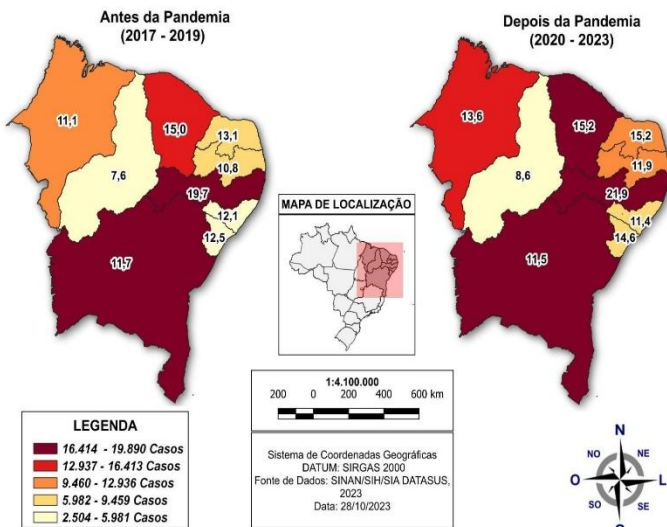 Antes da Pandemia
(2017 - 2019)
11,1
15,0
13,1
10,8
7,6
19,7
12,1
12,5
11,7
Depois da Pandemia
(2020 - 2023)
13,6
15,2
15,2
11,9
8,6
21,9
11,4
14,6
11,5
MAPA DE LOCALIZAÇÃO
1:4.100.000
200 0 200 400 600 km
Sistema de Coordenadas Geográficas
DATUM: SIRGAS 2000
Fonte de Dados: SINAN/SIH/SIA DATASUS,
2023
Data: 28/10/2023
LEGENDA
16.414 - 19.890 Casos
12.937 - 16.413 Casos
9.460 - 12.936 Casos
5.982 - 9.459 Casos
2.504 - 5.981 Casos
N
NO NE
O L
SO SE